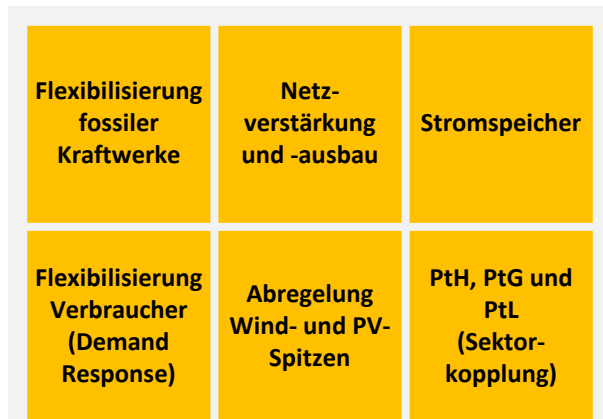 Flexibilisierung
fossiler
Kraftwerke
Netz-
verstärkung
und -ausbau
Stromspeicher
Flexibilisierung
Verbraucher
(Demand
Response)
Abregelung
Wind- und PV-
Spitzen
PtH, PtG und
PtL
(Sektor-
kopplung)